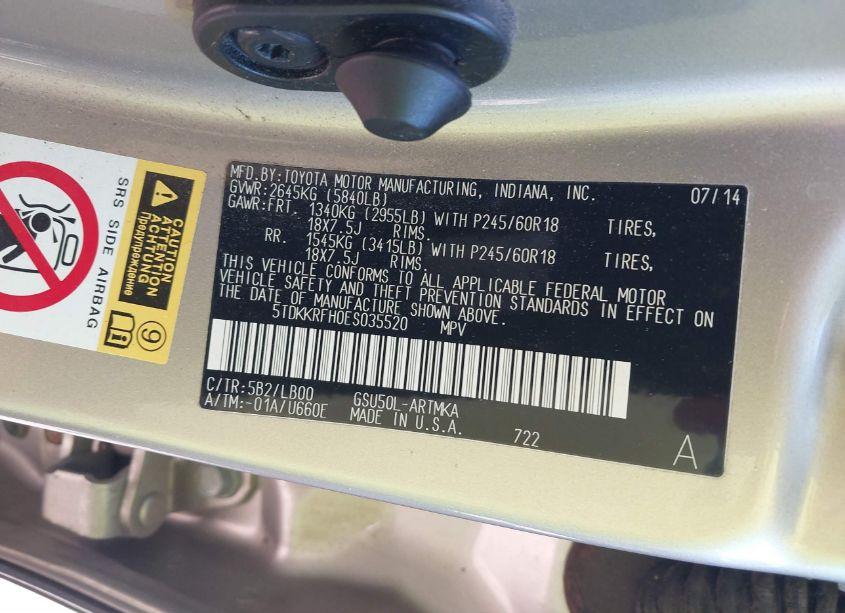 SRS SIDE AIRBAG
CAUTION
ATTENTION
ACHTUNG
Предупреждение
9
MFD.BY:TOYOTA MOTOR MANUFACTURING, INDIANA, INC. 07/14
GVWR:2645KG (5840LB)
GAWR:FRT. 1340KG (2955LB) WITH P245/60R18 TIRES,
18X7.5J RIMS.
RR. 1545KG (3415LB) WITH P245/60R18 TIRES,
18X7.5J RIMS.
THIS VEHICLE CONFORMS TO ALL APPLICABLE FEDERAL MOTOR
VEHICLE SAFETY AND THEFT PREVENTION STANDARDS IN EFFECT ON
THE DATE OF MANUFACTURE SHOWN ABOVE.
5TDKKRFH0ES035520 MPV
C/TR:5B2/LB00 GSU50L-ARTMKA
A/TM:-01A/U660E MADE IN U.S.A. 722
A